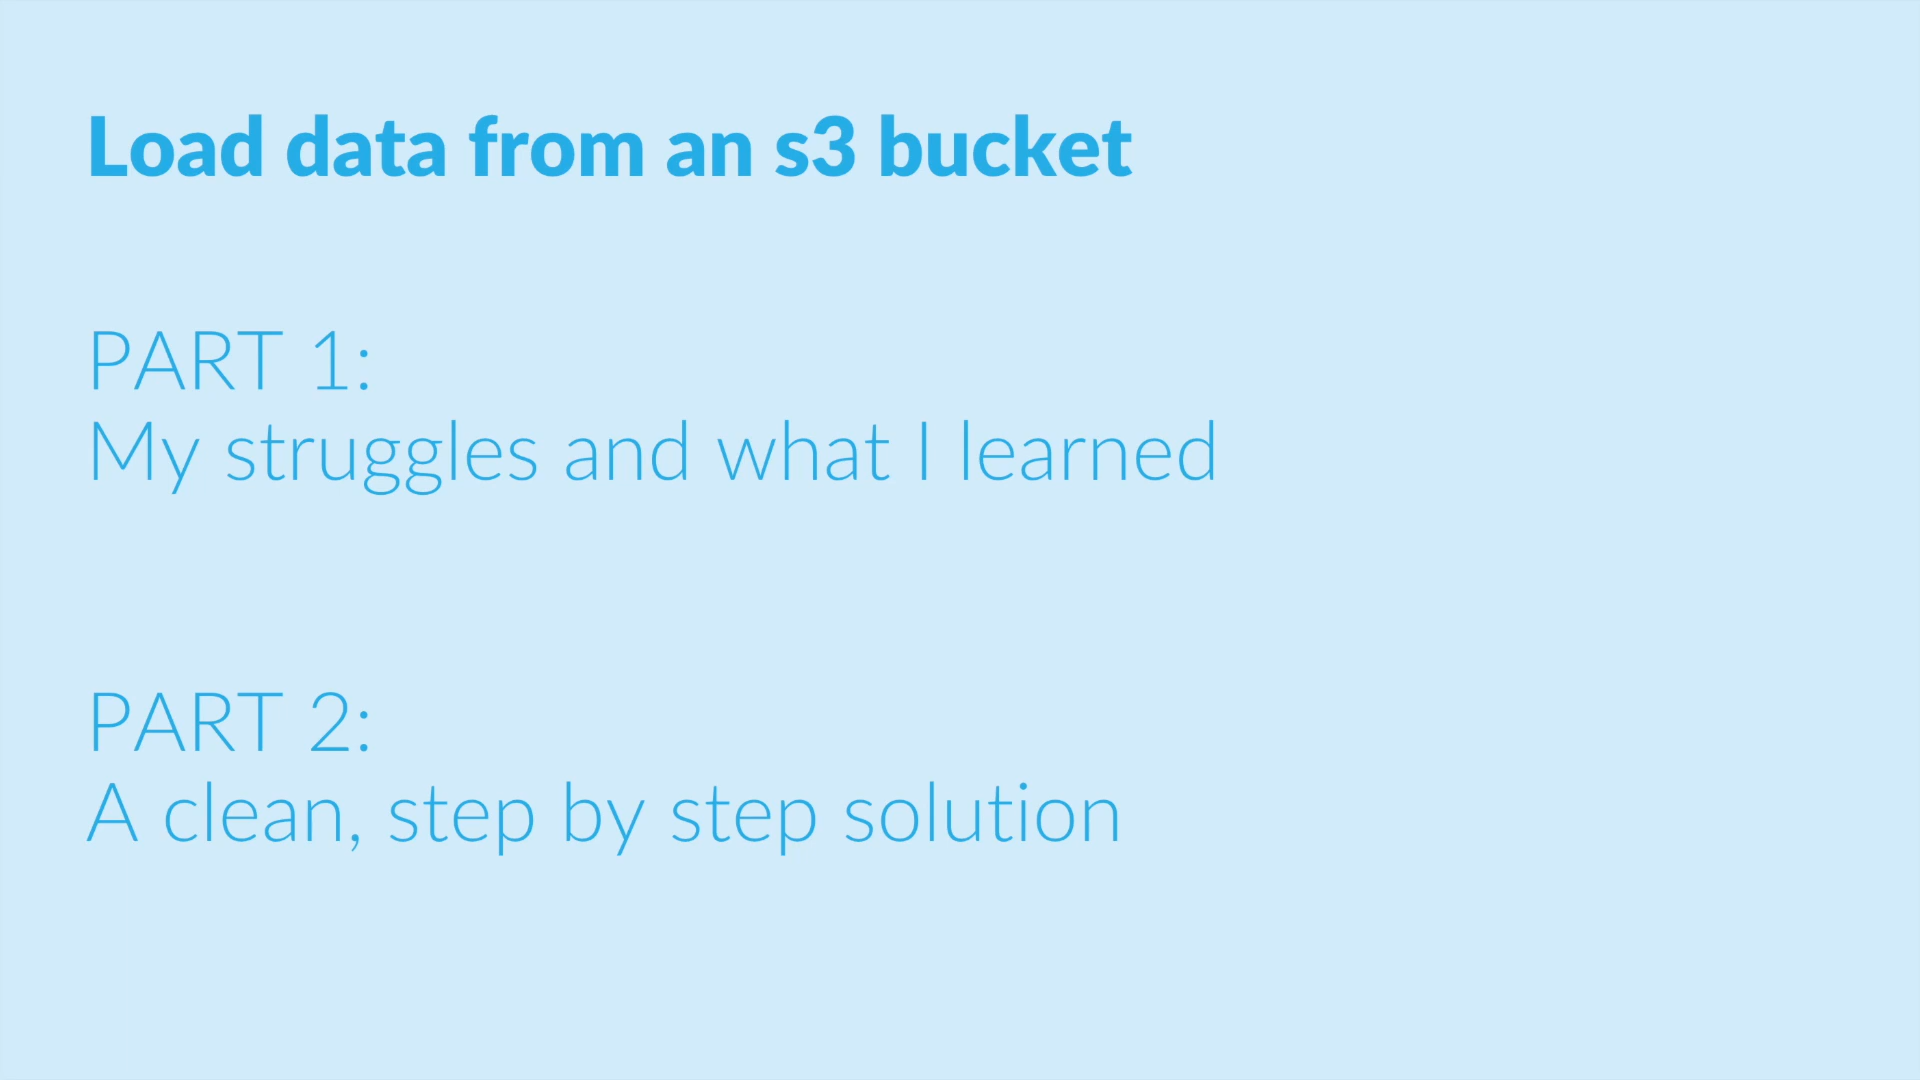 Load data from an s3 bucket
PART 1:
My struggles and what I learned
PART 2:
A clean, step by step solution